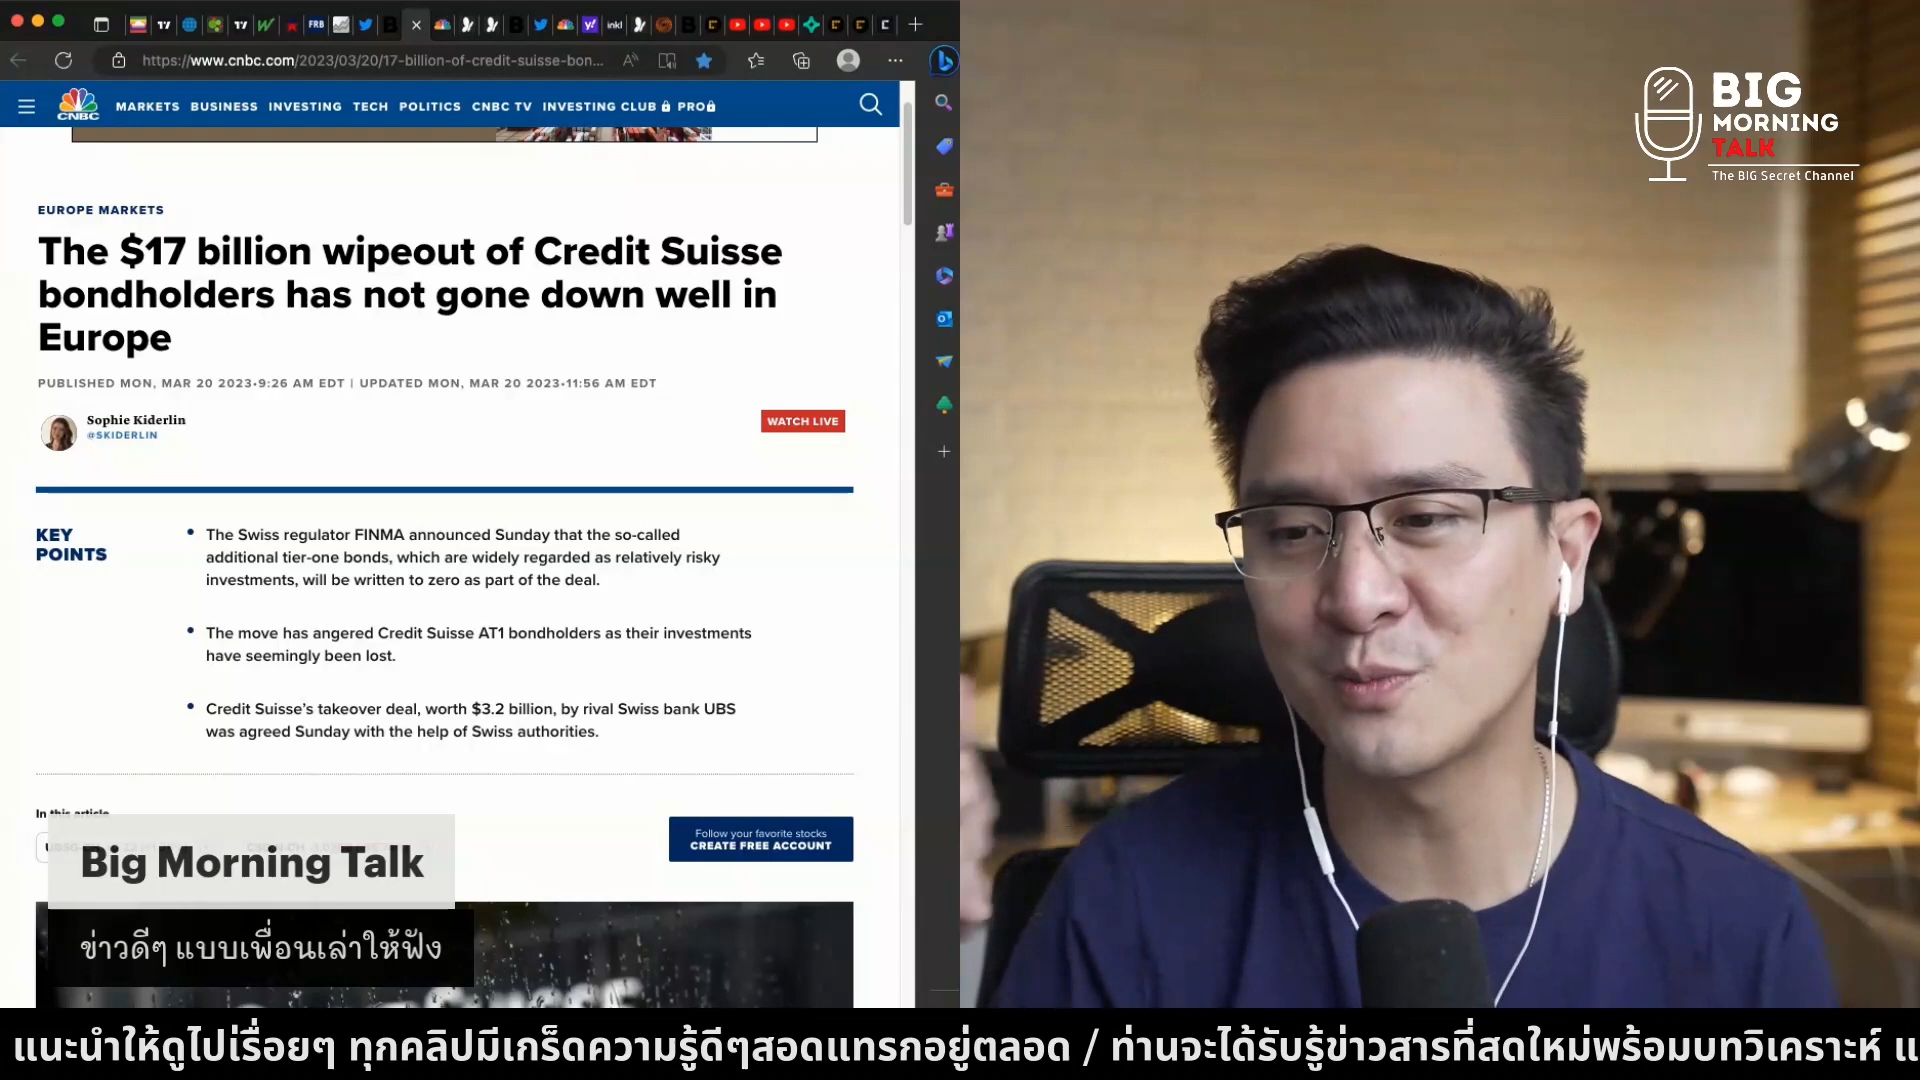 https://www.cnbc.com/2023/03/20/17-billion-of-credit-suisse-bon...
CNBC
MARKETS BUSINESS INVESTING TECH POLITICS CNBC TV INVESTING CLUB PRO
EUROPE MARKETS
The $17 billion wipeout of Credit Suisse
bondholders has not gone down well in
Europe
PUBLISHED MON, MAR 20 2023•9:26 AM EDT | UPDATED MON, MAR 20 2023•11:56 AM EDT
Sophie Kiderlin
@SKIDERLIN
WATCH LIVE
KEY
POINTS
• The Swiss regulator FINMA announced Sunday that the so-called
additional tier-one bonds, which are widely regarded as relatively risky
investments, will be written to zero as part of the deal.
• The move has angered Credit Suisse AT1 bondholders as their investments
have seemingly been lost.
• Credit Suisse’s takeover deal, worth $3.2 billion, by rival Swiss bank UBS
was agreed Sunday with the help of Swiss authorities.
In this article
Follow your favorite stocks
CREATE FREE ACCOUNT
Big Morning Talk
ข่าวดีๆ แบบเพื่อนเล่าให้ฟัง
BIG
MORNING
TALK
The BIG Secret Channel
แนะนำให้ดูไปเรื่อยๆ ทุกคลิปมีเกร็ดความรู้ดีๆสอดแทรกอยู่ตลอด / ท่านจะได้รับรู้ข่าวสารที่สดใหม่พร้อมบทวิเคราะห์ แ